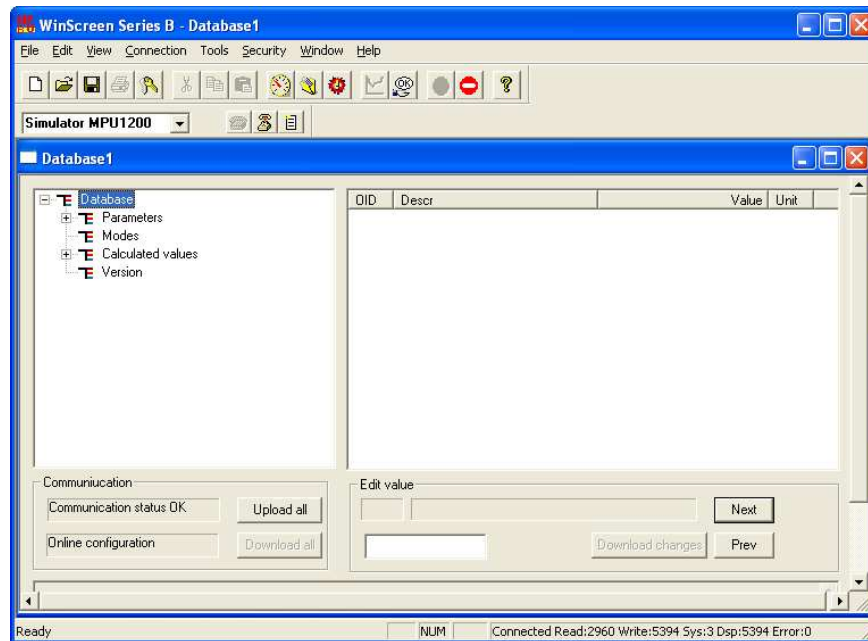 WinScreen Series B - Database1
File Edit View Connection Tools Security Window Help
OK
Simulator MPU1200
Database1
Database
Parameters
Modes
Calculated values
Version
OID Descr Value Unit
Communiucation
Communication status OK Upload all
Online configuration Download all
Edit value
Next
Download changes Prev
Ready NUM Connected Read:2960 Write:5394 Sys:3 Dsp:5394 Error:0